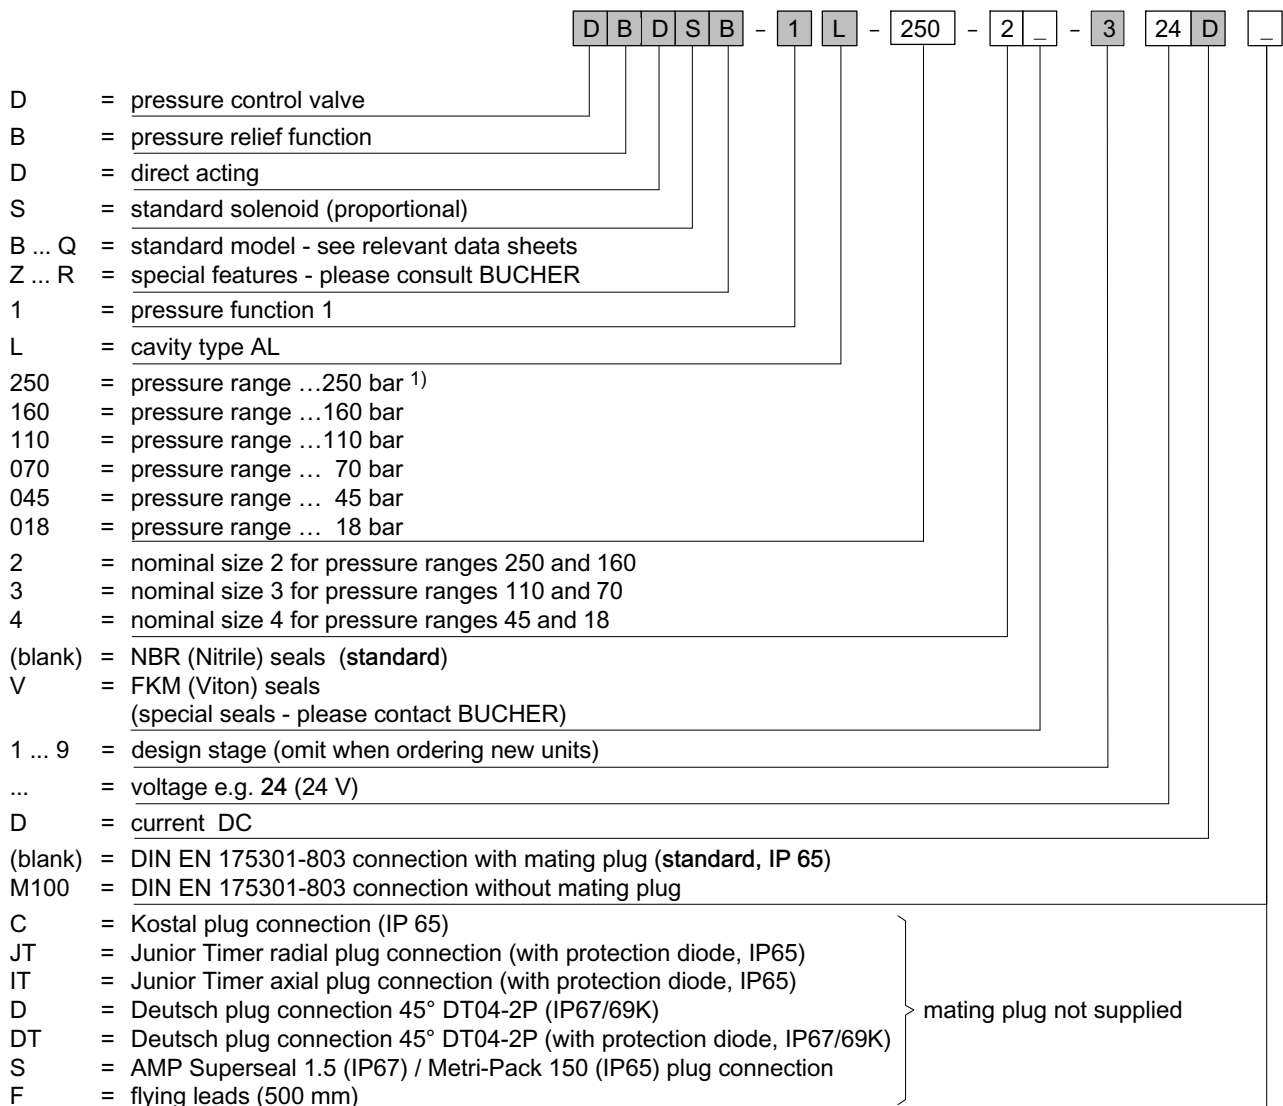 D B D S B - 1 L - 250 - 2 _ - 3 24 D _
D = pressure control valve
B = pressure relief function
D = direct acting
S = standard solenoid (proportional)
B ... Q = standard model - see relevant data sheets
Z ... R = special features - please consult BUCHER
1 = pressure function 1
L = cavity type AL
250 = pressure range …250 bar 1)
160 = pressure range …160 bar
110 = pressure range …110 bar
070 = pressure range … 70 bar
045 = pressure range … 45 bar
018 = pressure range … 18 bar
2 = nominal size 2 for pressure ranges 250 and 160
3 = nominal size 3 for pressure ranges 110 and 70
4 = nominal size 4 for pressure ranges 45 and 18
(blank) = NBR (Nitrile) seals (standard)
V = FKM (Viton) seals
(special seals - please contact BUCHER)
1 ... 9 = design stage (omit when ordering new units)
... = voltage e.g. 24 (24 V)
D = current DC
(blank) = DIN EN 175301-803 connection with mating plug (standard, IP 65)
M100 = DIN EN 175301-803 connection without mating plug
C = Kostal plug connection (IP 65)
JT = Junior Timer radial plug connection (with protection diode, IP65)
IT = Junior Timer axial plug connection (with protection diode, IP65)
D = Deutsch plug connection 45° DT04-2P (IP67/69K)
mating plug not supplied
DT = Deutsch plug connection 45° DT04-2P (with protection diode, IP67/69K)
S = AMP Superseal 1.5 (IP67) / Metri-Pack 150 (IP65) plug connection
F = flying leads (500 mm)